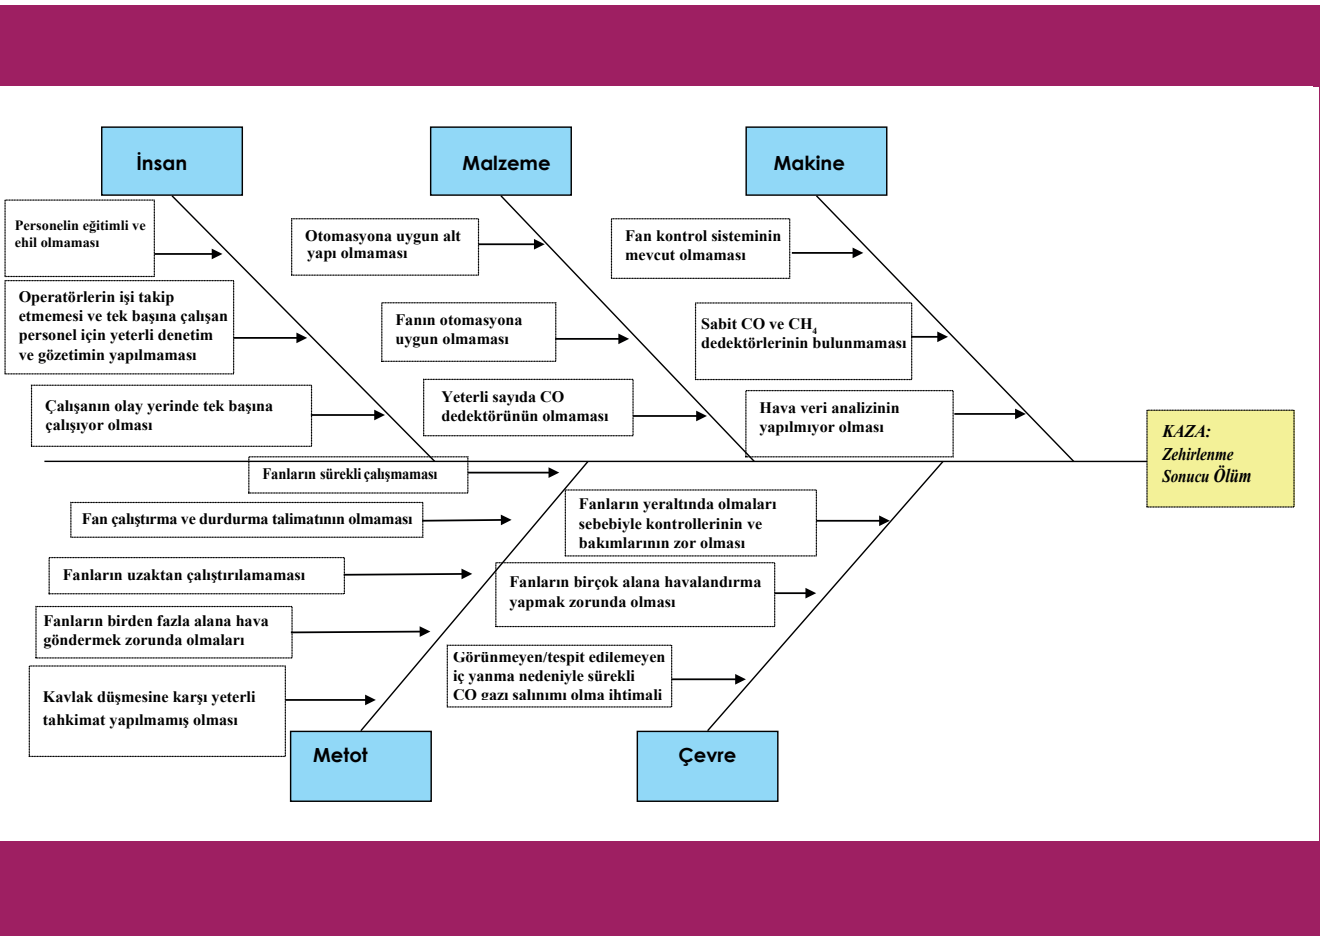 İnsan
Malzeme
Makine
Personelin eğitimli ve
ehil olmaması
Otomasyona uygun alt
yapı olmaması
Fan kontrol sisteminin
mevcut olmaması
Operatörlerin işi takip
etmemesi ve tek başına çalışan
personel için yeterli denetim
ve gözetimin yapılmaması
Fanın otomasyona
uygun olmaması
Sabit CO ve CH₄
dedektörlerinin bulunmaması
Çalışanın olay yerinde tek başına
çalışıyor olması
Yeterli sayıda CO
dedektörünün olmaması
Hava veri analizinin
yapılmıyor olması
KAZA:
Zehirlenme
Sonucu Ölüm
Fanların sürekli çalışmaması
Fan çalıştırma ve durdurma talimatının olmaması
Fanların yeraltında olmaları
sebebiyle kontrollerinin ve
bakımlarının zor olması
Fanların uzaktan çalıştırılamaması
Fanların birçok alana havalandırma
yapmak zorunda olması
Fanların birden fazla alana hava
göndermek zorunda olmaları
Görünmeyen/tespit edilemeyen
iç yanma nedeniyle sürekli
CO gazı salınımı olma ihtimali
Kavlak düşmesine karşı yeterli
tahkimat yapılmamış olması
Metot
Çevre